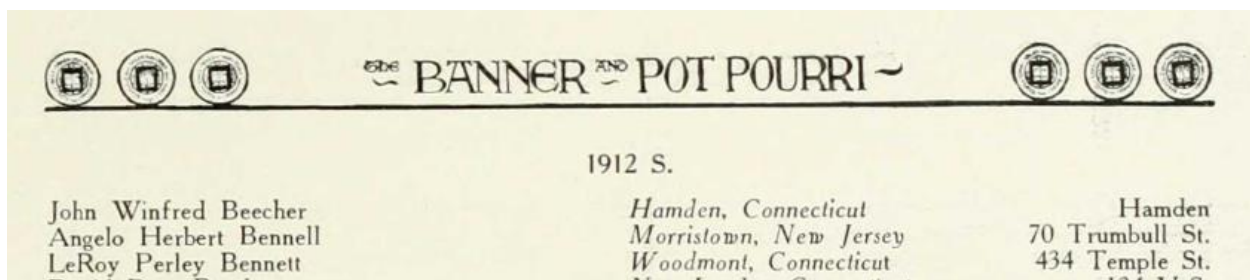 The BANNER AND POT POURRI
1912 S.
John Winfred Beecher Hamden, Connecticut Hamden
Angelo Herbert Bennell Morristown, New Jersey 70 Trumbull St.
LeRoy Perley Bennett Woodmont, Connecticut 434 Temple St.